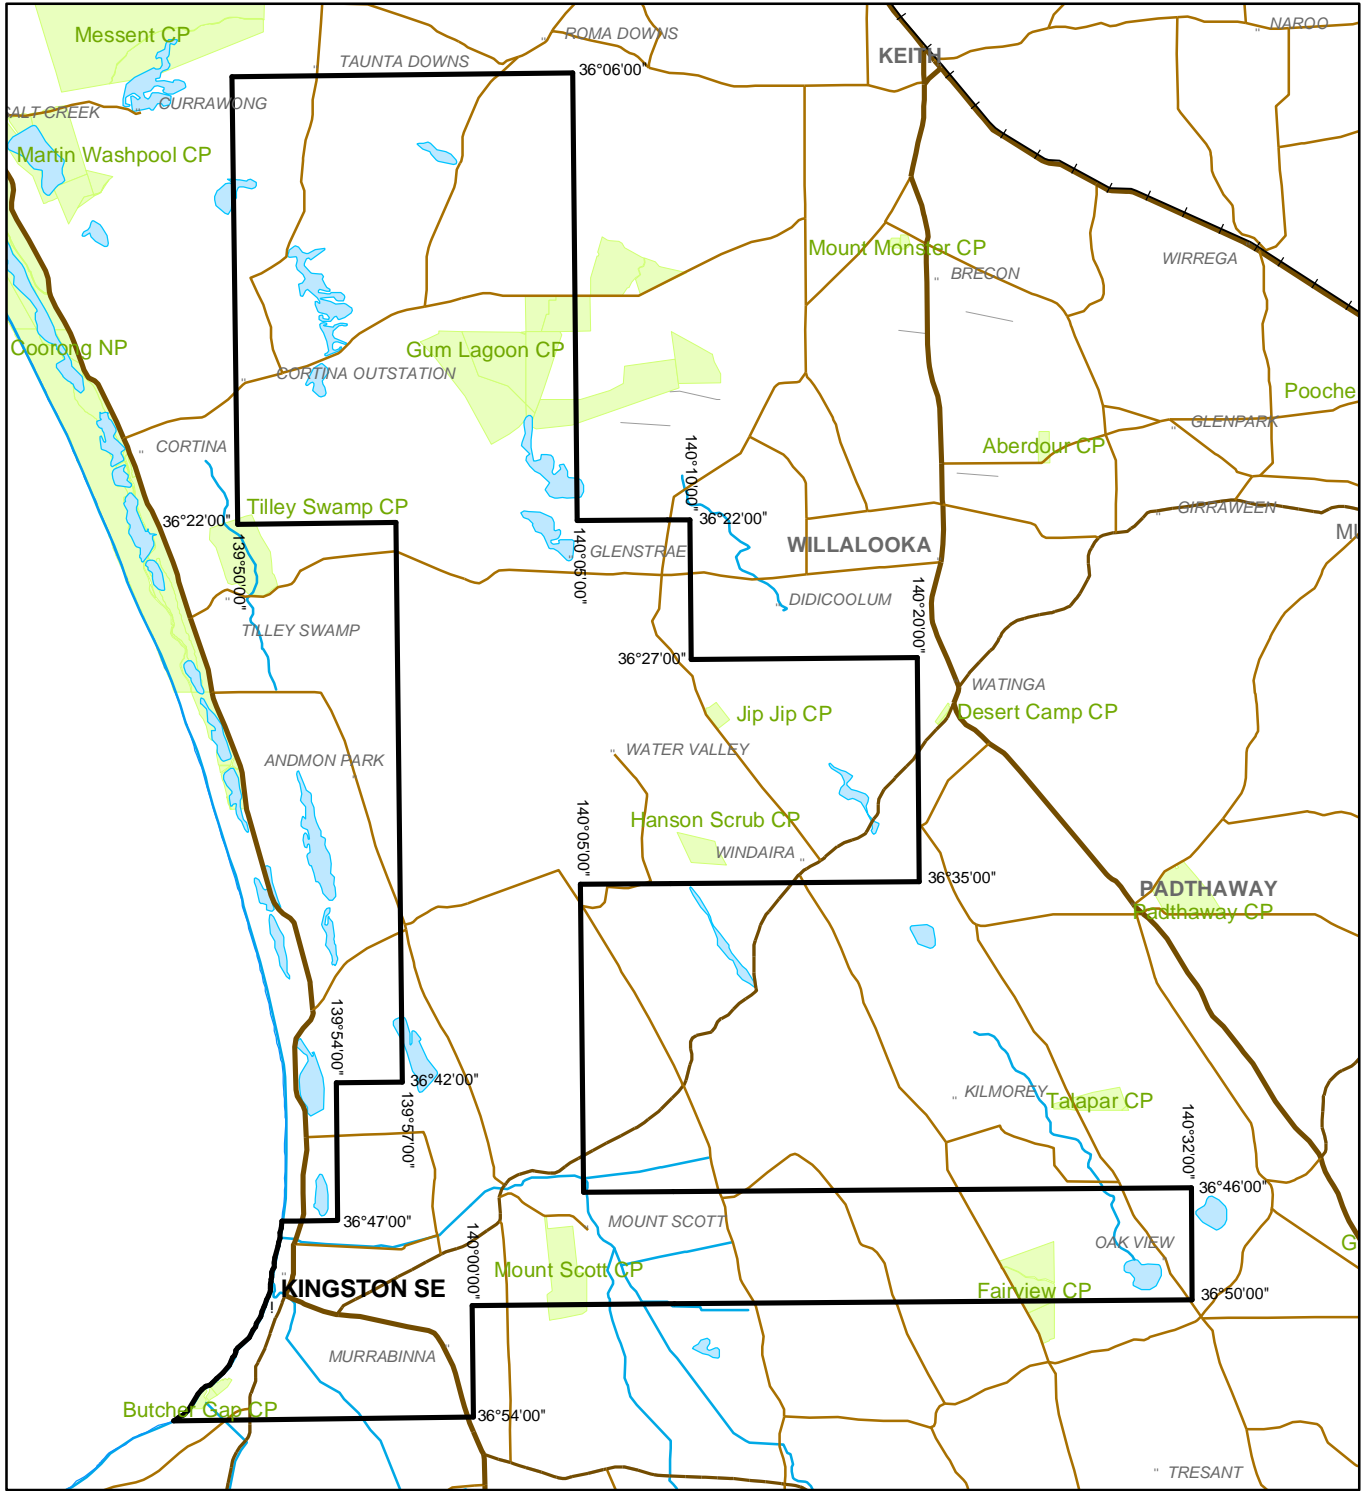 NAROO
ROMA DOWNS
Messent CP
KEITH
TAUNTA DOWNS
36°06'00"
CURRAWONG
SALT CREEK
Martin Washpool CP
Mount Monster CP
WIRREGA
BRECON
Coorong NP
Gum Lagoon CP
CORTINA OUTSTATION
Pooche
GLENPARK
CORTINA
Aberdour CP
140°10'00"
Tilley Swamp CP
GIRRAWEEN
36°22'00"
36°22'00"
MU
139°50'00"
140°05'00"
GLENSTRAE
WILLALOOKA
140°20'00"
DIDICOOLUM
TILLEY SWAMP
36°27'00"
WATINGA
Jip Jip CP
Desert Camp CP
WATER VALLEY
ANDMON PARK
140°05'00"
Hanson Scrub CP
WINDAIRA
36°35'00"
PADTHAWAY
Padthaway CP
139°54'00"
36°42'00"
KILMOREY
Talapar CP
139°57'00"
140°32'00"
36°46'00"
36°47'00"
MOUNT SCOTT
140°00'00"
OAK VIEW
G
Mount Scott CP
KINGSTON SE
Fairview CP
36°50'00"
MURRABINNA
Butcher Gap CP
36°54'00"
TRESANT